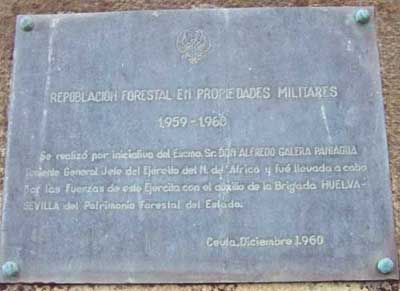 REPOBLACIÓN FORESTAL EN PROPIEDADES MILITARES
1959-1960
Se realizó por iniciativa del Excmo. Sr. DON ALFREDO GALERA PANIAGUA
Teniente General Jefe del Ejército del N. de África y fué llevada a cabo
por las Fuerzas de este Ejército con el auxilio de la Brigada HUELVA-
SEVILLA del Patrimonio Forestal del Estado.
Ceuta, Diciembre 1.960